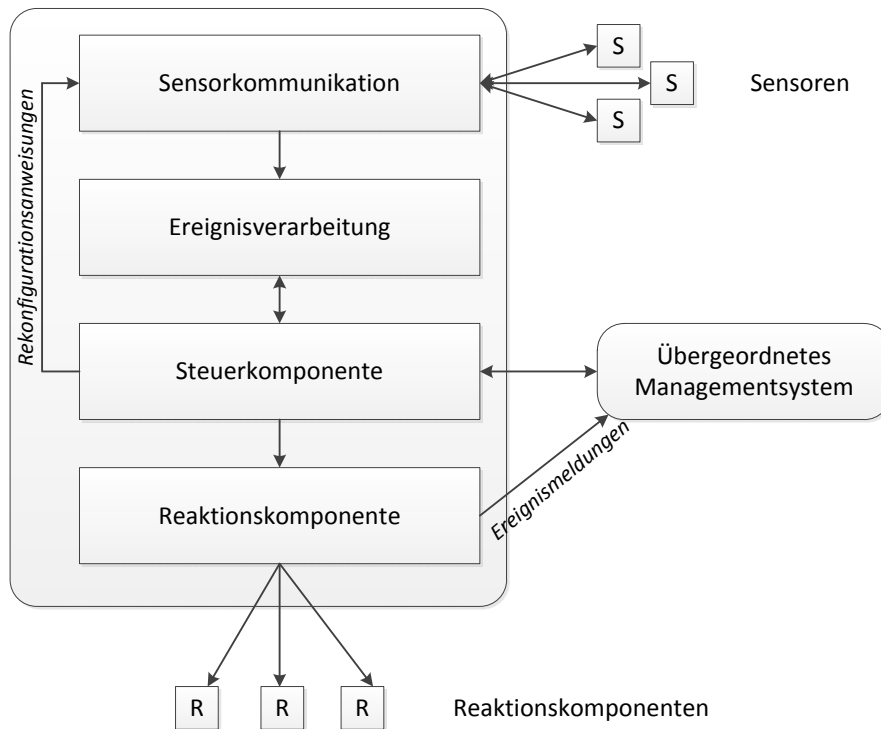 S
Sensorkommunikation
S
Sensoren
S
Rekonfigurationsanweisungen
Ereignisverarbeitung
Steuerkomponente
Übergeordnetes
Managementsystem
Ereignismeldungen
Reaktionskomponente
R
R
R
Reaktionskomponenten